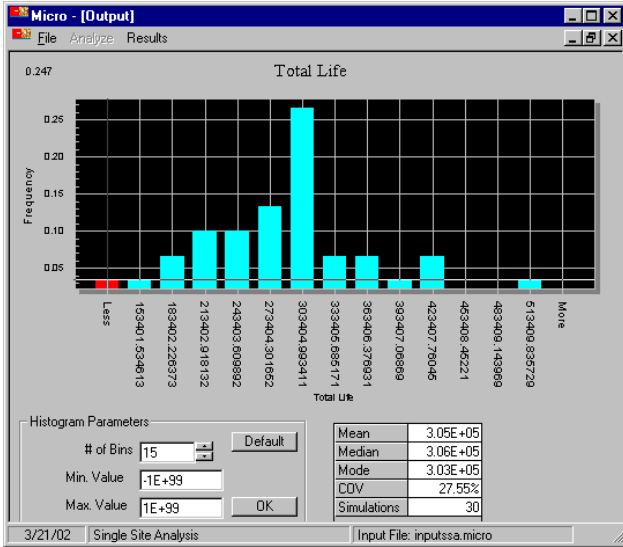 Micro - [Output]
File Analyze Results
0.247
Total Life
0.25
0.20
0.15
0.10
0.05
Frequency
Less
153401.534613
183402.226373
213402.918132
243403.609892
273404.301652
303404.993411
333405.685171
363406.376931
393407.06869
423407.76045
453408.45221
483409.143969
513409.835729
More
Total Life
Histogram Parameters
# of Bins 15
Default
Min. Value -1E+99
Max. Value 1E+99
OK
Mean 3.05E+05
Median 3.06E+05
Mode 3.03E+05
COV 27.55%
Simulations 30
3/21/02 Single Site Analysis Input File: inputssa.micro